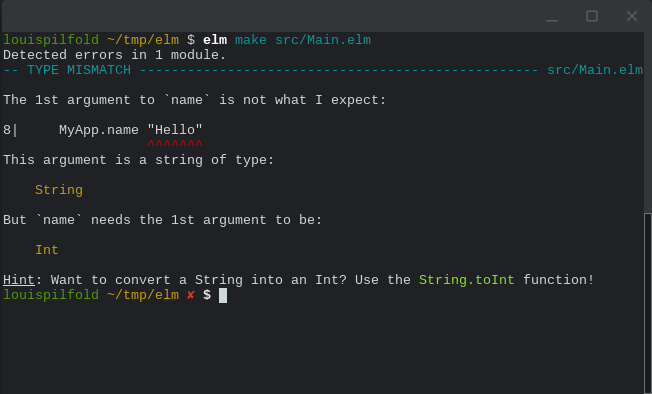 louispilfold ~/tmp/elm $ elm make src/Main.elm
Detected errors in 1 module.
-- TYPE MISMATCH -------------------------------------------------- src/Main.elm
The 1st argument to `name` is not what I expect:
8|     MyApp.name "Hello"
                  ^^^^^^^
This argument is a string of type:
    String
But `name` needs the 1st argument to be:
    Int
Hint: Want to convert a String into an Int? Use the String.toInt function!
louispilfold ~/tmp/elm ✘ $